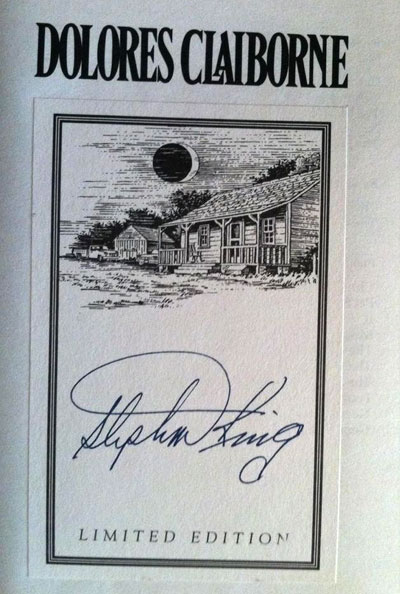 DOLORES CLAIBORNE
Stephen King
LIMITED EDITION